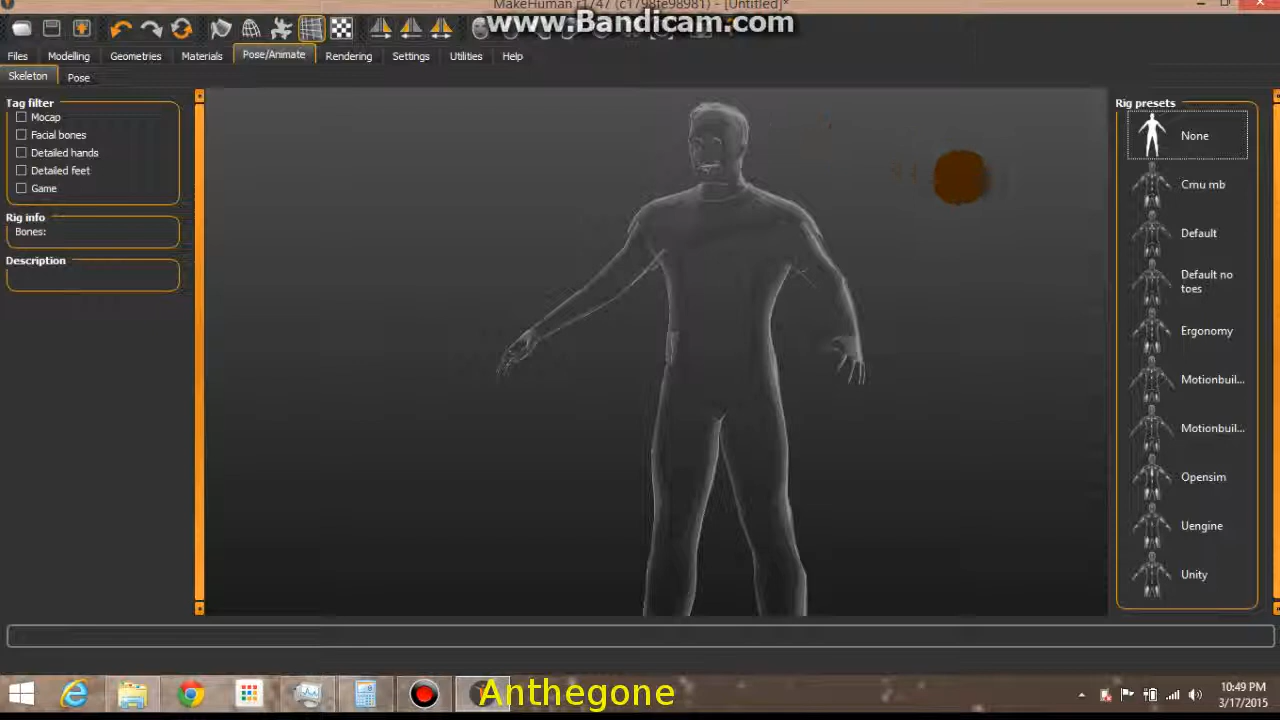 MakeHuman r1747 (c1798fe98981) - [Untitled]*
www.Bandicam.com
Files
Modelling
Geometries
Materials
Pose/Animate
Rendering
Settings
Utilities
Help
Skeleton
Pose
Tag filter
Mocap
Facial bones
Detailed hands
Detailed feet
Game
Rig info
Bones:
Description
Rig presets
None
Cmu mb
Default
Default no
toes
Ergonomy
Motionbuil...
Motionbuil...
Opensim
Uengine
Unity
Anthegone
10:49 PM
3/17/2015